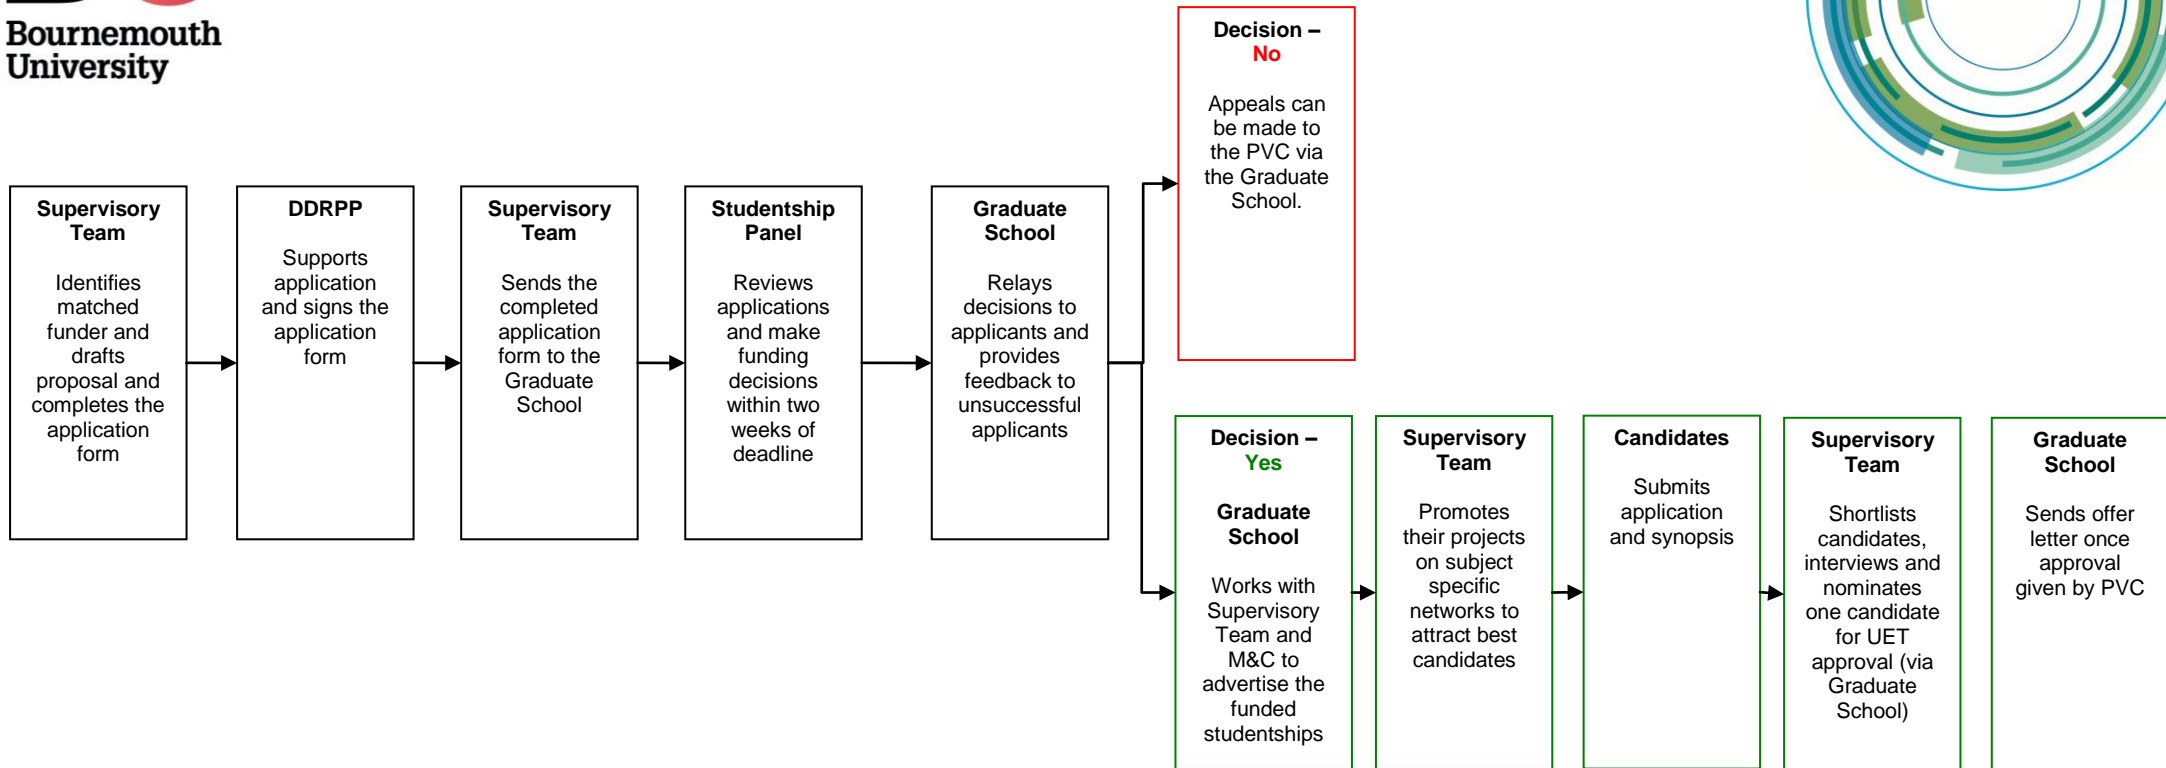 Bournemouth
University
Decision –
No
Appeals can
be made to
the PVC via
the Graduate
School.
Supervisory
Team
Identifies
matched
funder and
drafts
proposal and
completes the
application
form
DDRPP
Supports
application
and signs the
application
form
Supervisory
Team
Sends the
completed
application
form to the
Graduate
School
Studentship
Panel
Reviews
applications
and make
funding
decisions
within two
weeks of
deadline
Graduate
School
Relays
decisions to
applicants and
provides
feedback to
unsuccessful
applicants
Decision –
Yes
Graduate
School
Works with
Supervisory
Team and
M&C to
advertise the
funded
studentships
Supervisory
Team
Promotes
their projects
on subject
specific
networks to
attract best
candidates
Candidates
Submits
application
and synopsis
Supervisory
Team
Shortlists
candidates,
interviews and
nominates
one candidate
for UET
approval (via
Graduate
School)
Graduate
School
Sends offer
letter once
approval
given by PVC